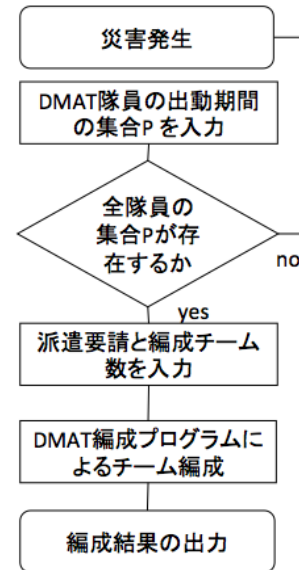 災害発生
DMAT隊員の出動期間
の集合P を入力
全隊員の
集合Pが存
在するか
no
yes
派遣要請と編成チーム
数を入力
DMAT編成プログラムに
よるチーム編成
編成結果の出力